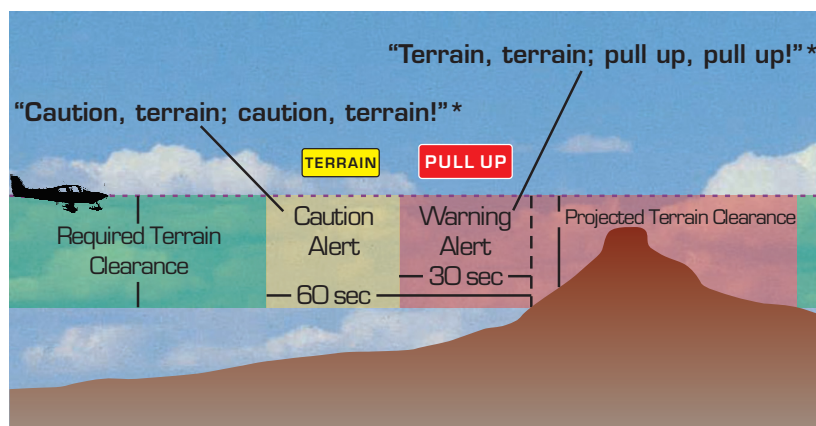 “Terrain, terrain; pull up, pull up!”*
“Caution, terrain; caution, terrain!”*
TERRAIN
PULL UP
Required Terrain
Clearance
Caution
Alert
Warning
Alert
Projected Terrain Clearance
30 sec
60 sec